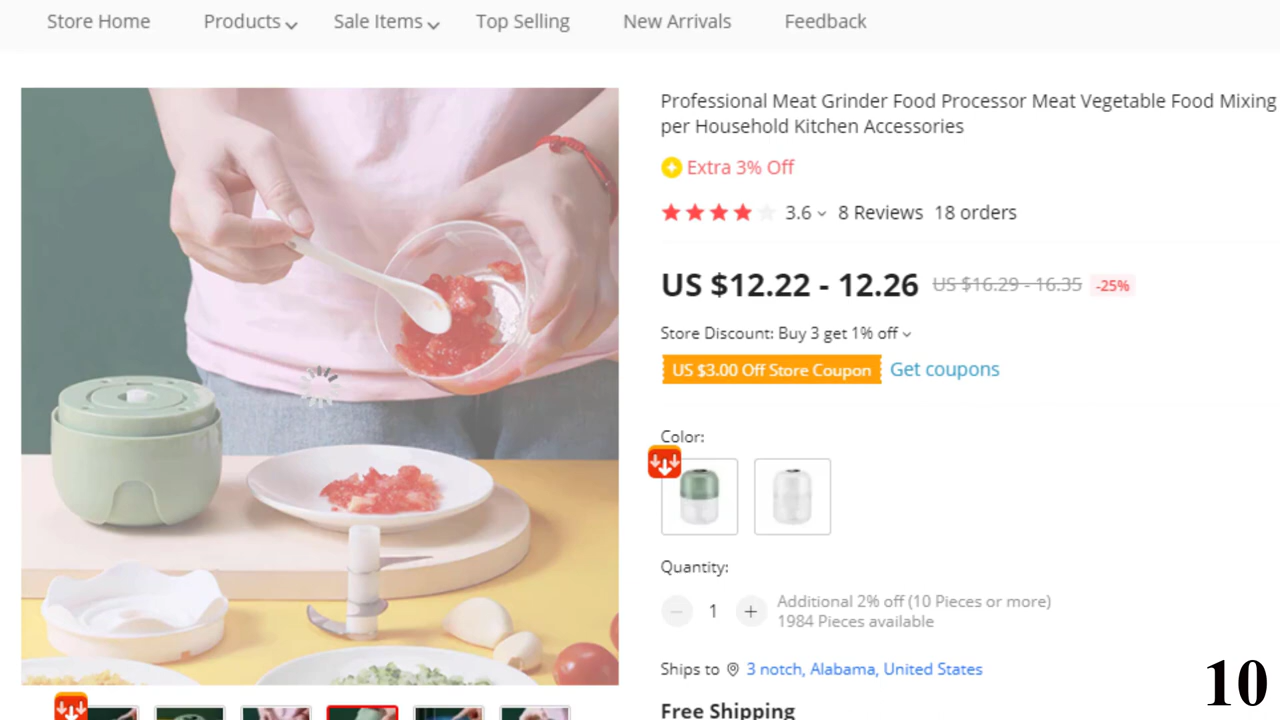 Store Home Products Sale Items Top Selling New Arrivals Feedback
Professional Meat Grinder Food Processor Meat Vegetable Food Mixing
per Household Kitchen Accessories
Extra 3% Off
3.6 8 Reviews 18 orders
US $12.22 - 12.26 US $16.29 - 16.35 -25%
Store Discount: Buy 3 get 1% off
US $3.00 Off Store Coupon Get coupons
Color:
Quantity:
1
Additional 2% off (10 Pieces or more)
1984 Pieces available
Ships to 3 notch, Alabama, United States
Free Shipping
10